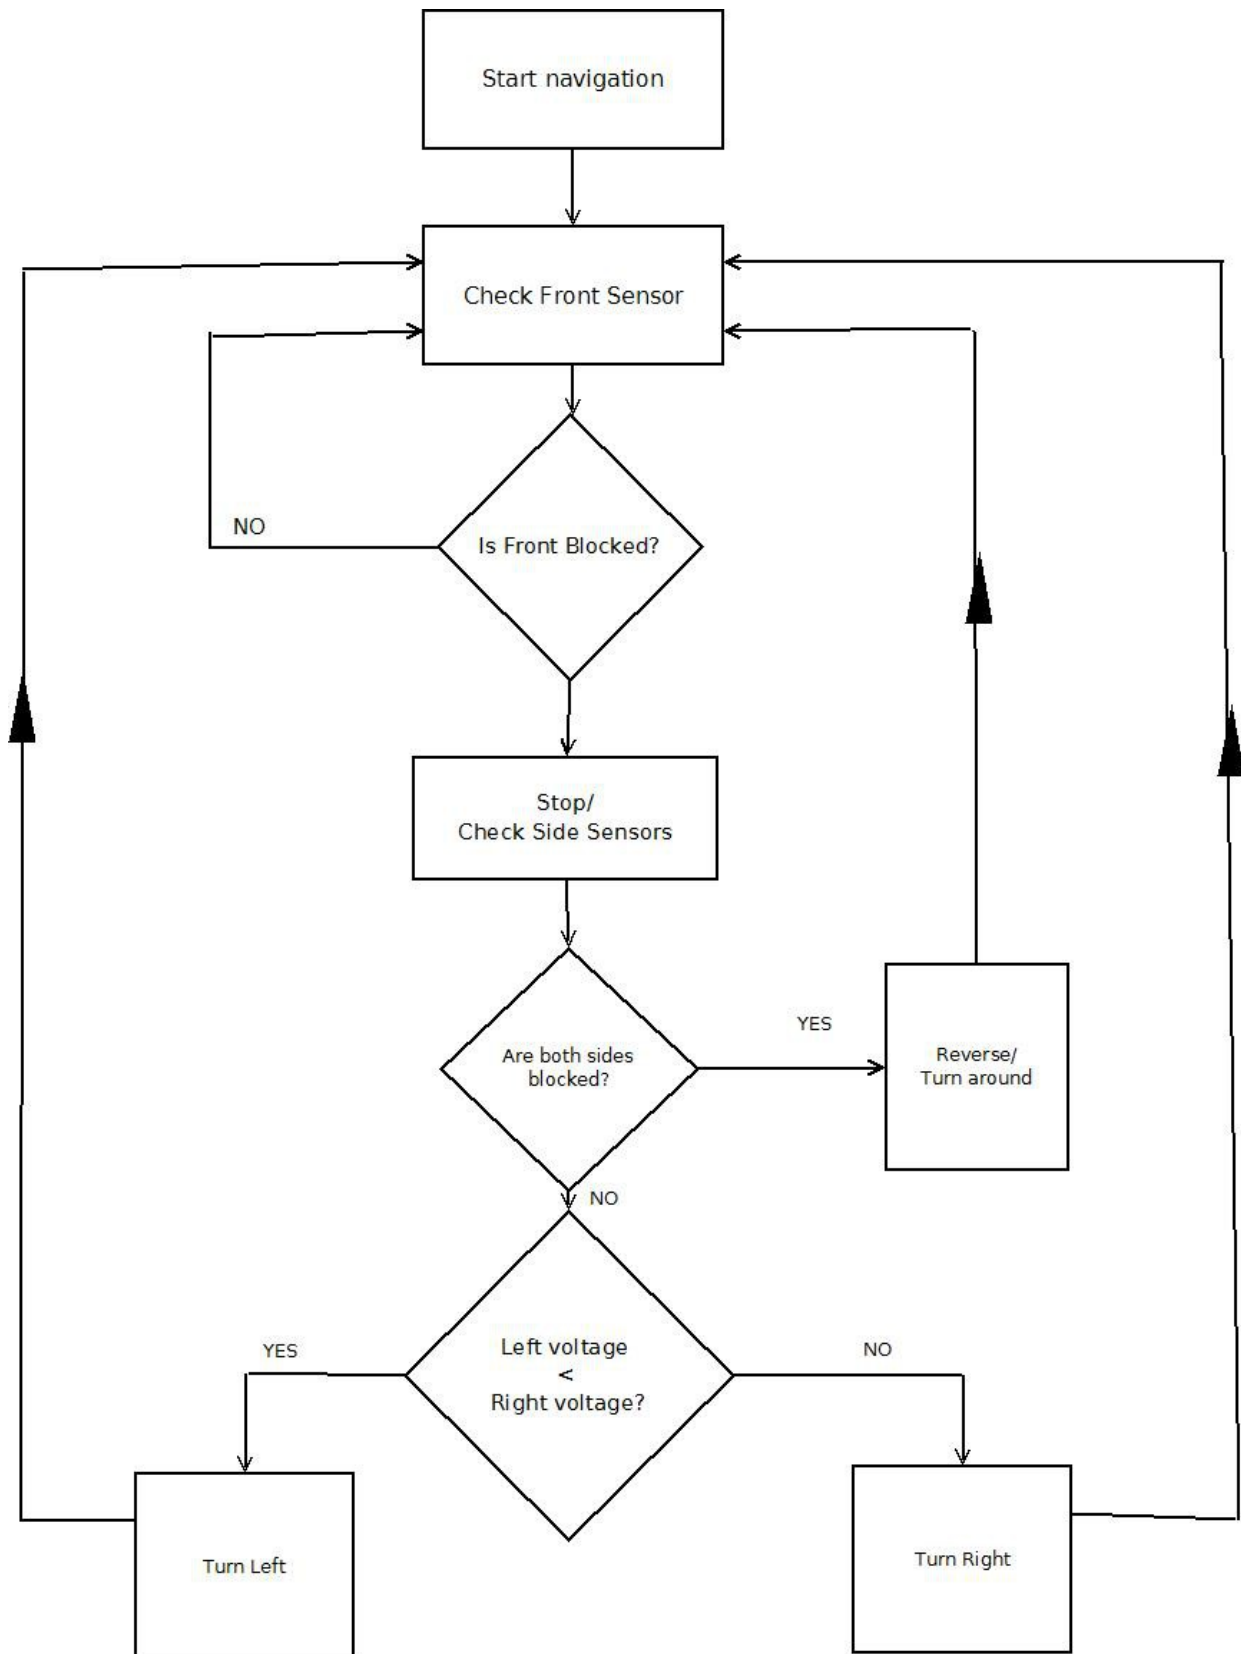 Start navigation
Check Front Sensor
NO
Is Front Blocked?
Stop/
Check Side Sensors
YES
Are both sides
blocked?
Reverse/
Turn around
NO
YES
Left voltage
<
Right voltage?
NO
Turn Left
Turn Right